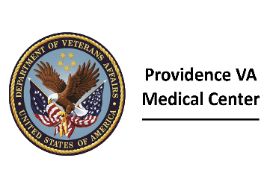 DEPARTMENT OF VETERANS AFFAIRS
UNITED STATES OF AMERICA
Providence VA
Medical Center